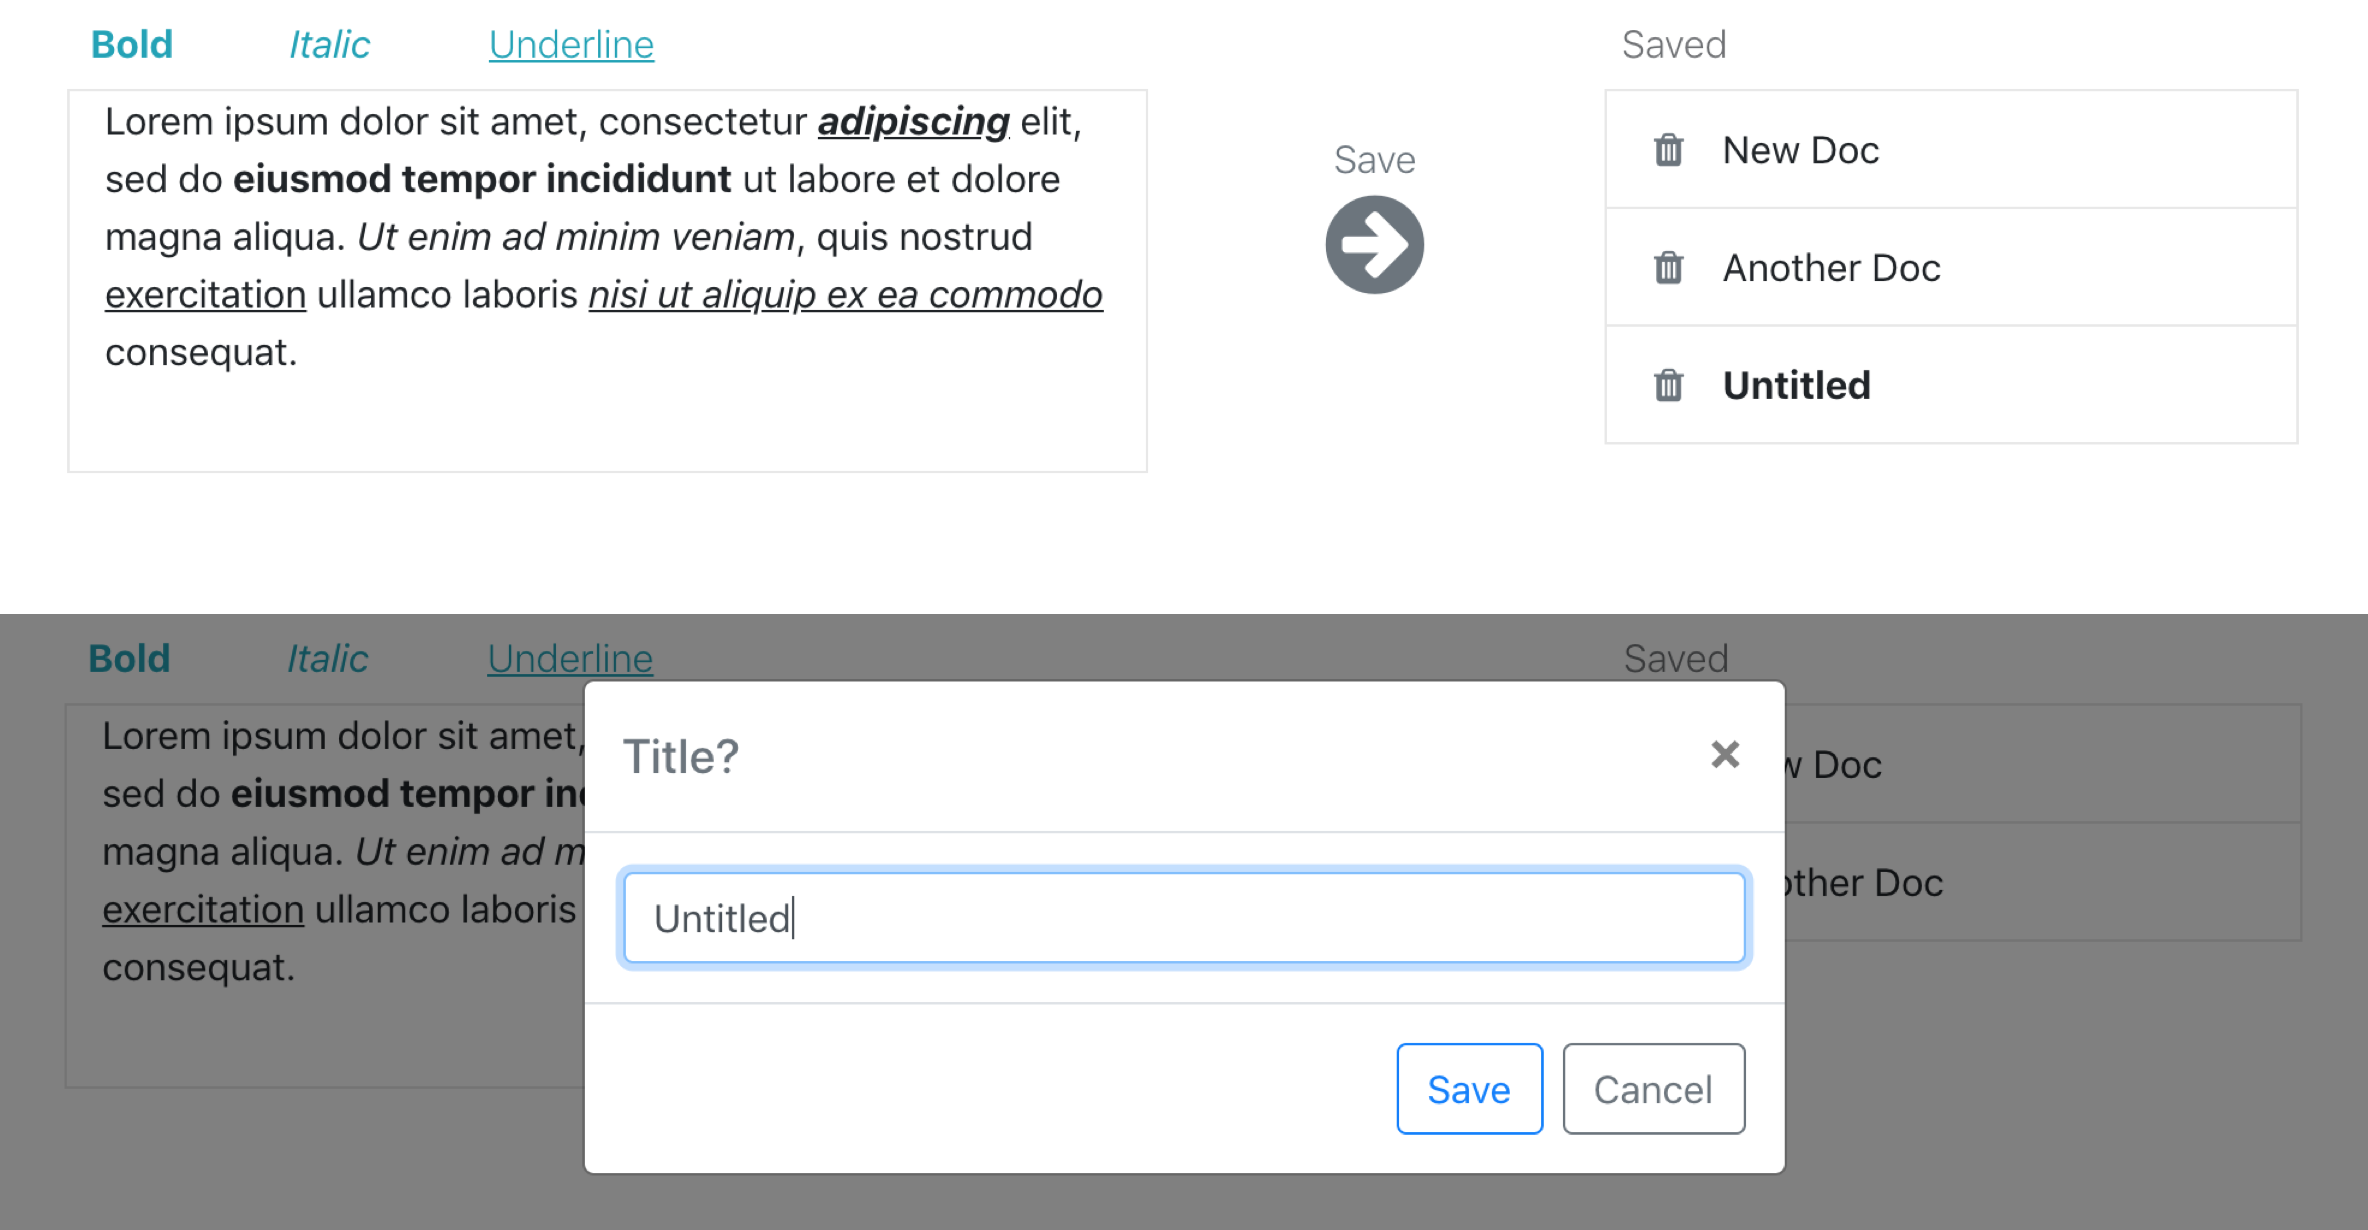 Bold Italic Underline
Saved
Lorem ipsum dolor sit amet, consectetur adipiscing elit,
sed do eiusmod tempor incididunt ut labore et dolore
magna aliqua. Ut enim ad minim veniam, quis nostrud
exercitation ullamco laboris nisi ut aliquip ex ea commodo
consequat.
Save
New Doc
Another Doc
Untitled
Bold Italic Underline
Saved
Lorem ipsum dolor sit amet,
sed do eiusmod tempor
magna aliqua. Ut enim ad
exercitation ullamco laboris
consequat.
Title?
Untitled
Save Cancel
Doc
Doc